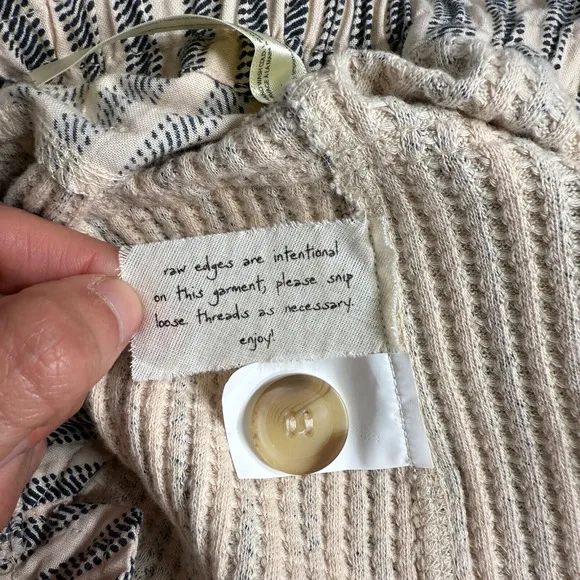 raw edges are intentional
on this garment, please snip
loose threads as necessary.
enjoy!